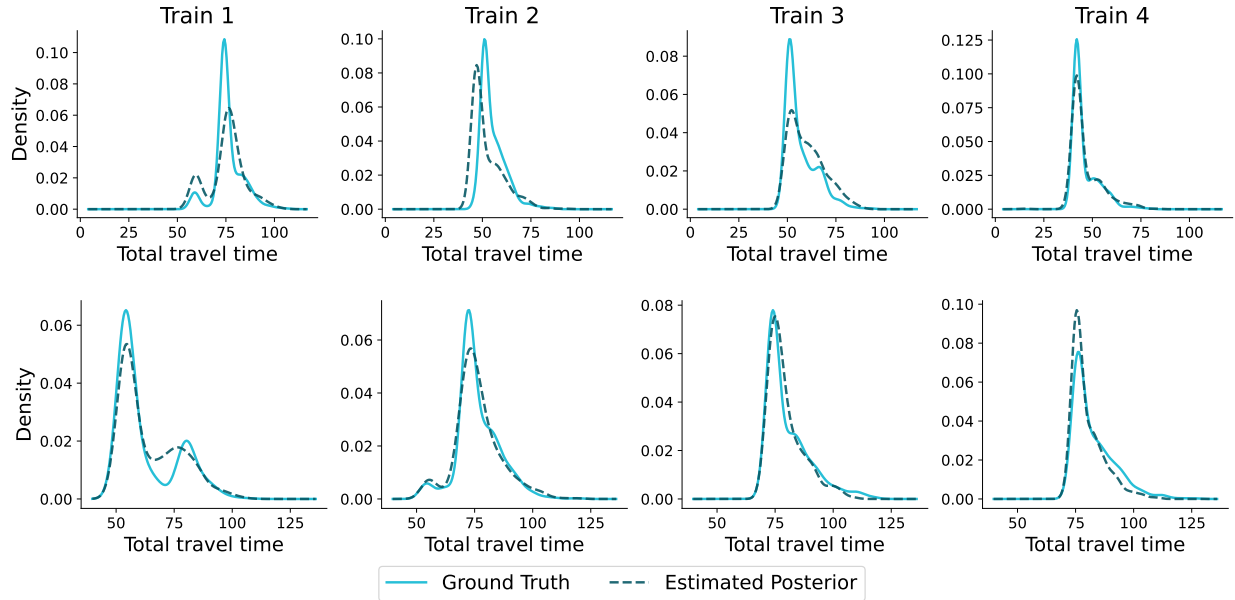 Train 1 Train 2 Train 3 Train 4
Density
0.10 0.08 0.06 0.04 0.02 0.00
0 25 50 75 100
Total travel time
0.10 0.08 0.06 0.04 0.02 0.00
0 25 50 75 100
Total travel time
0.08 0.06 0.04 0.02 0.00
0 25 50 75 100
Total travel time
0.125 0.100 0.075 0.050 0.025 0.000
0 25 50 75 100
Total travel time
Density
0.06 0.04 0.02 0.00
50 75 100 125
Total travel time
0.06 0.04 0.02 0.00
50 75 100 125
Total travel time
0.08 0.06 0.04 0.02 0.00
50 75 100 125
Total travel time
0.10 0.08 0.06 0.04 0.02 0.00
50 75 100 125
Total travel time
Ground Truth Estimated Posterior